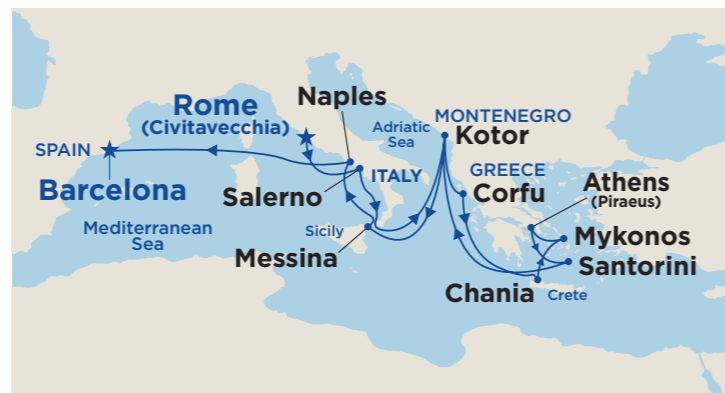 Naples
Rome
(Civitavecchia)
MONTENEGRO
Adriatic
Sea
Kotor
SPAIN
ITALY
GREECE
Athens
(Piraeus)
Barcelona
Salerno
Corfu
Mediterranean
Sea
Sicily
Messina
Mykonos
Santorini
Chania
Crete